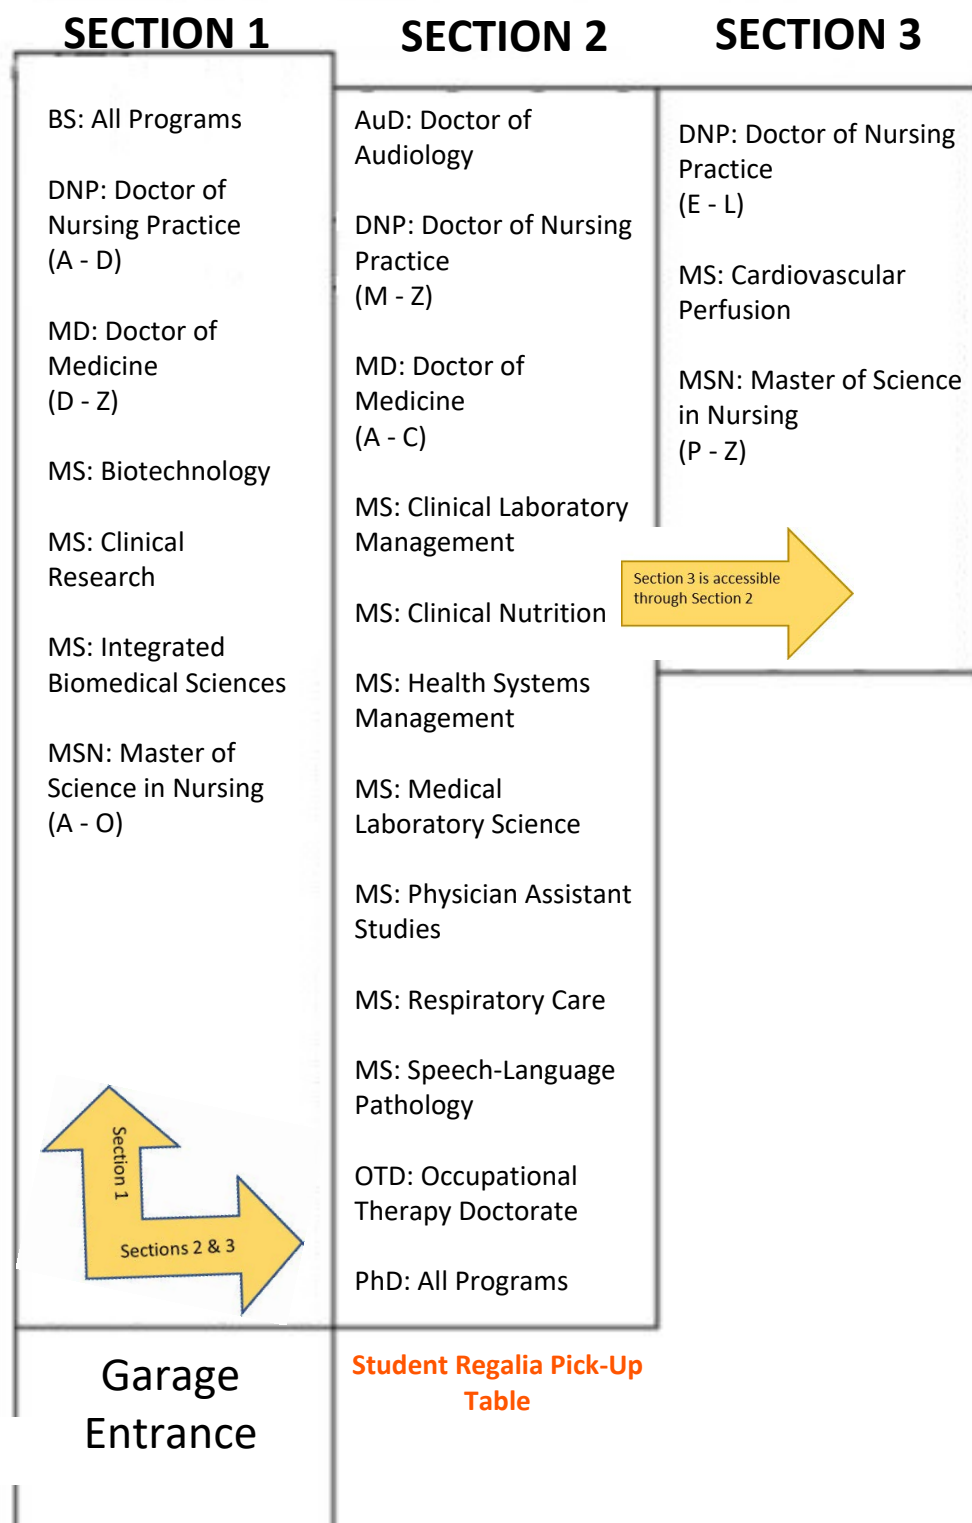 SECTION 1
BS: All Programs
DNP: Doctor of
Nursing Practice
(A - D)
MD: Doctor of
Medicine
(D - Z)
MS: Biotechnology
MS: Clinical
Research
MS: Integrated
Biomedical Sciences
MSN: Master of
Science in Nursing
(A - O)
Section 1
Sections 2 & 3
Garage
Entrance
SECTION 2
AuD: Doctor of
Audiology
DNP: Doctor of Nursing
Practice
(M - Z)
MD: Doctor of
Medicine
(A - C)
MS: Clinical Laboratory
Management
MS: Clinical Nutrition
MS: Health Systems
Management
MS: Medical
Laboratory Science
MS: Physician Assistant
Studies
MS: Respiratory Care
MS: Speech-Language
Pathology
OTD: Occupational
Therapy Doctorate
PhD: All Programs
Student Regalia Pick-Up
Table
SECTION 3
DNP: Doctor of Nursing
Practice
(E - L)
MS: Cardiovascular
Perfusion
MSN: Master of Science
in Nursing
(P - Z)
Section 3 is accessible
through Section 2